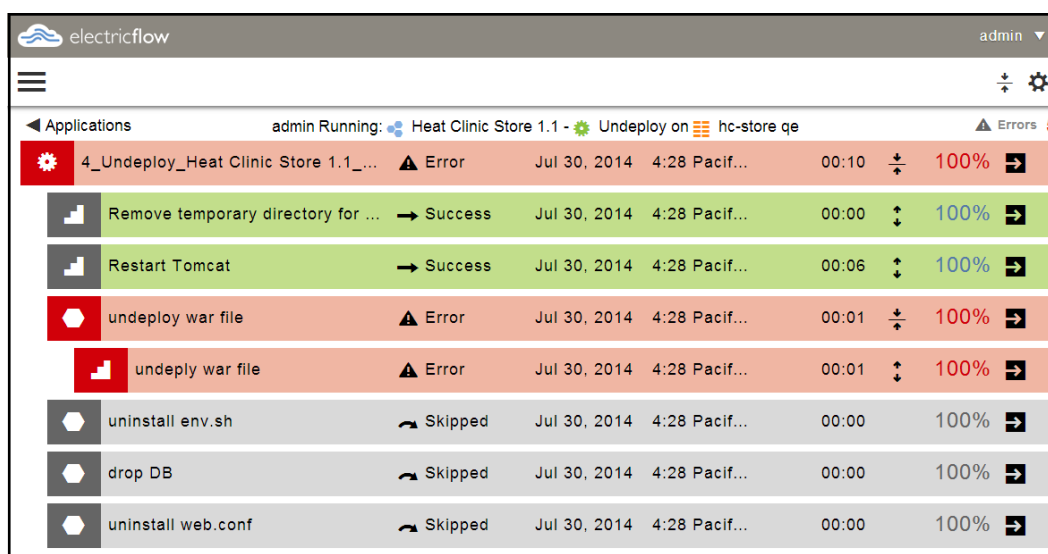 electricflow admin
Applications admin Running: Heat Clinic Store 1.1 - Undeploy on hc-store qe Errors
4_Undeploy_Heat Clinic Store 1.1_... Error Jul 30, 2014 4:28 Pacif... 00:10 100%
Remove temporary directory for ... Success Jul 30, 2014 4:28 Pacif... 00:00 100%
Restart Tomcat Success Jul 30, 2014 4:28 Pacif... 00:06 100%
undeploy war file Error Jul 30, 2014 4:28 Pacif... 00:01 100%
undeply war file Error Jul 30, 2014 4:28 Pacif... 00:01 100%
uninstall env.sh Skipped Jul 30, 2014 4:28 Pacif... 00:00 100%
drop DB Skipped Jul 30, 2014 4:28 Pacif... 00:00 100%
uninstall web.conf Skipped Jul 30, 2014 4:28 Pacif... 00:00 100%